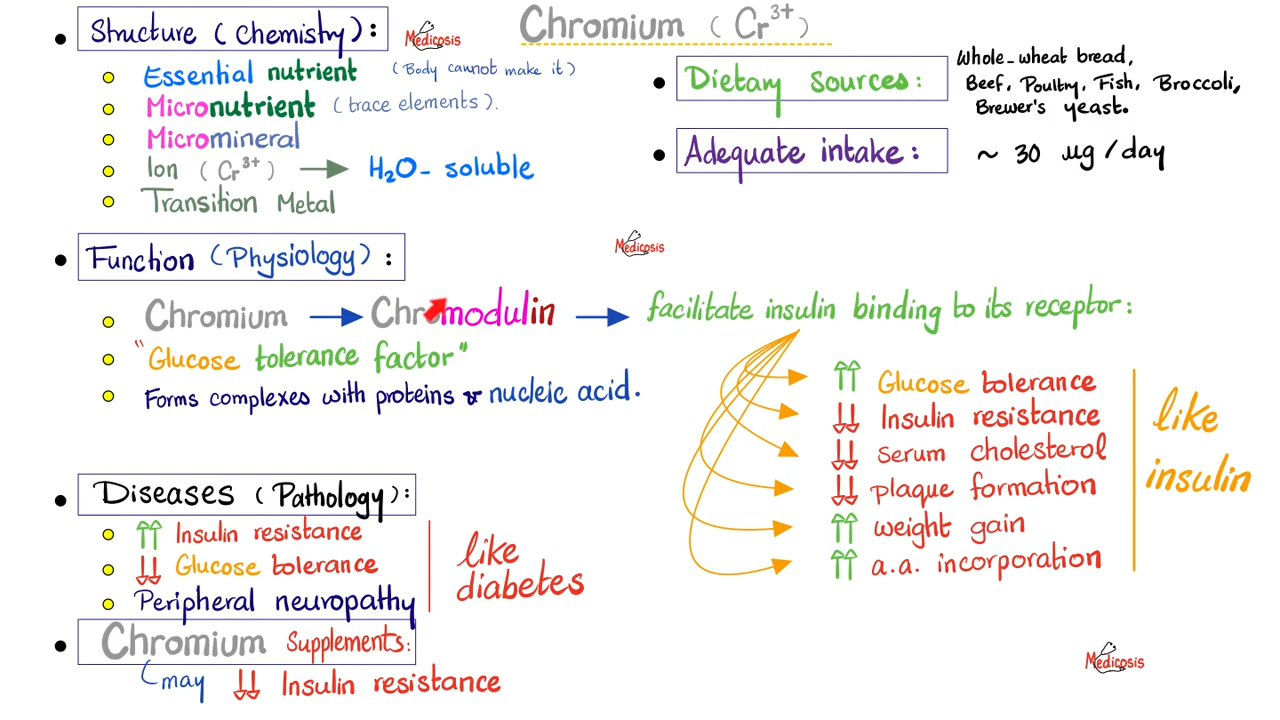 Chromium ( Cr³⁺ )
• Structure ( Chemistry ) :
Medicosis
Essential nutrient ( Body cannot make it )
Micronutrient ( trace elements ).
Micromineral
Ion ( Cr³⁺ ) → H₂O- soluble
Transition Metal
• Dietary Sources :
Whole-wheat bread,
Beef, Poultry, Fish, Broccoli,
Brewer's yeast.
• Adequate intake : ~ 30 µg / day
• Function ( Physiology ) :
Medicosis
Chromium → Chromodulin → facilitate insulin binding to its receptor :
"Glucose tolerance factor"
Forms complexes with proteins & nucleic acid.
↑↑ Glucose tolerance
↓↓ Insulin resistance
↓↓ serum cholesterol
↓↓ plaque formation
↑↑ weight gain
↑↑ a.a. incorporation
like
insulin
• Diseases ( Pathology ) :
↑↑ Insulin resistance
↓↓ Glucose tolerance
Peripheral neuropathy
like
diabetes
• Chromium Supplements :
may ↓↓ Insulin resistance
Medicosis